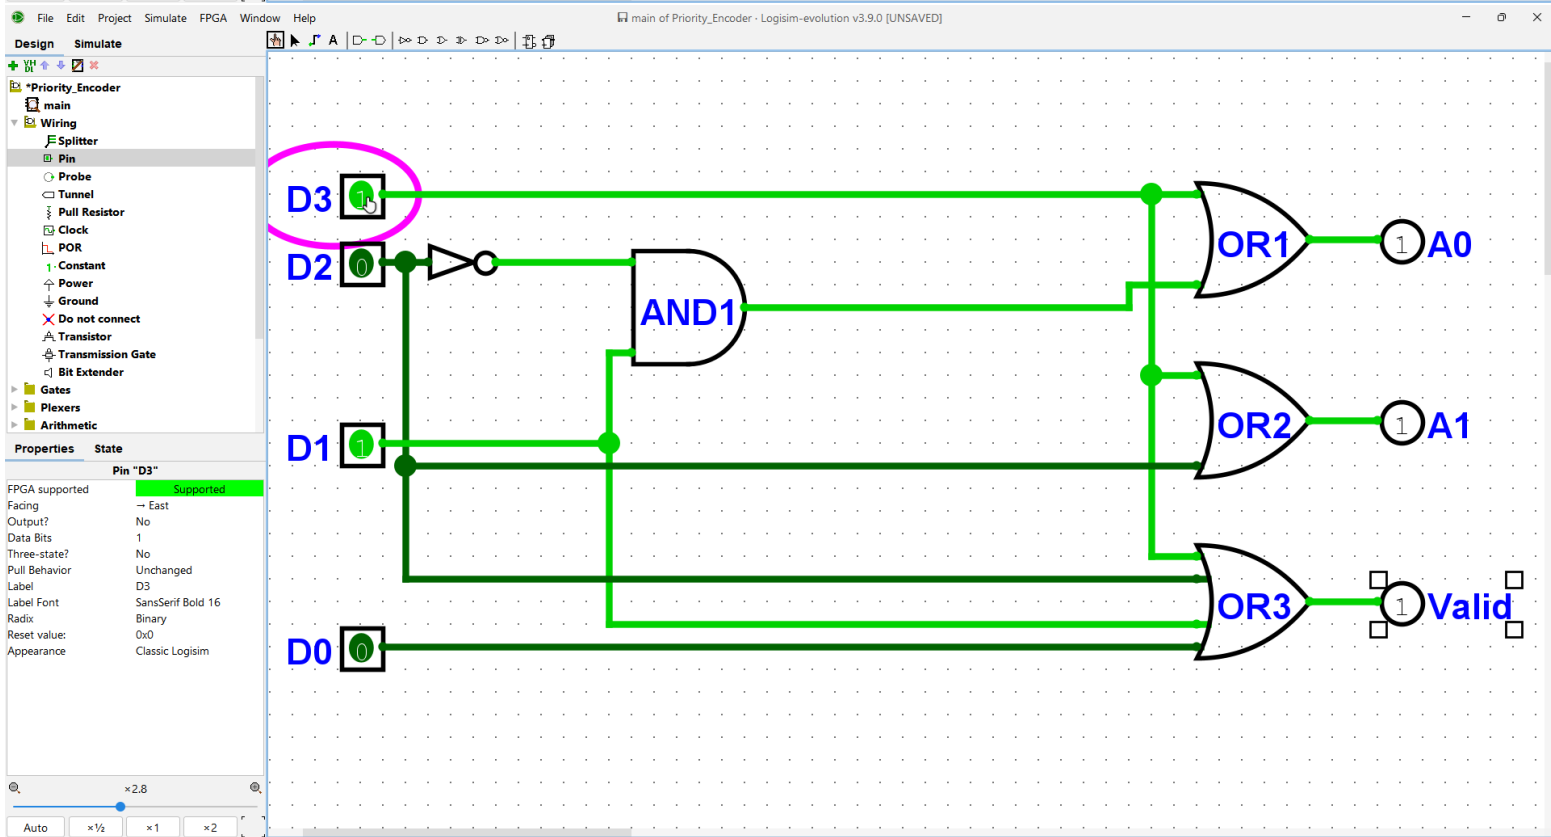 File Edit Project Simulate FPGA Window Help
main of Priority_Encoder · Logisim-evolution v3.9.0 [UNSAVED]
Design Simulate
A
*Priority_Encoder
main
Wiring
Splitter
Pin
Probe
Tunnel
Pull Resistor
Clock
POR
1 Constant
Power
Ground
Do not connect
Transistor
Transmission Gate
Bit Extender
Gates
Plexers
Arithmetic
Properties State
Pin "D3"
FPGA supported Supported
Facing → East
Output? No
Data Bits 1
Three-state? No
Pull Behavior Unchanged
Label D3
Label Font SansSerif Bold 16
Radix Binary
Reset value: 0x0
Appearance Classic Logisim
×2.8
Auto ×½ ×1 ×2
D3 1
D2 0
OR1 1 A0
AND1
OR2 1 A1
D1 1
OR3 1 Valid
D0 0